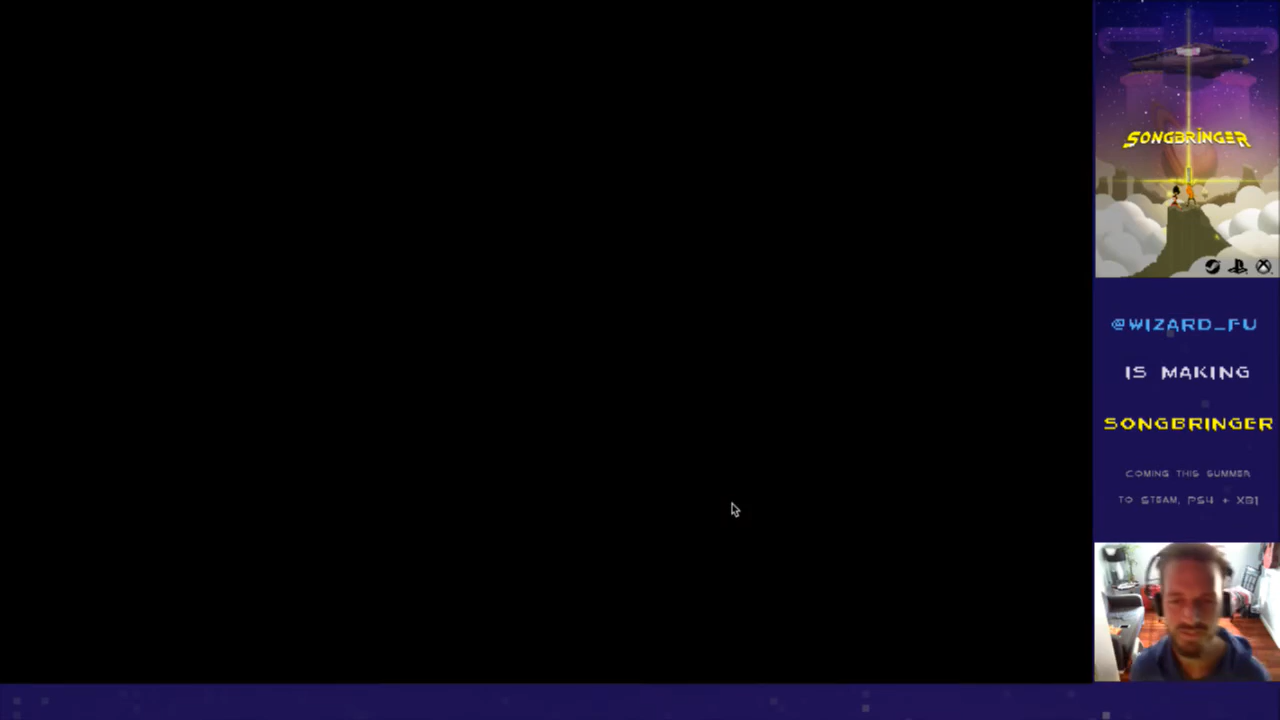 SONGBRINGER
@WIZARD_FU
IS MAKING
SONGBRINGER
COMING THIS SUMMER
TO STEAM, PS4 + XB1